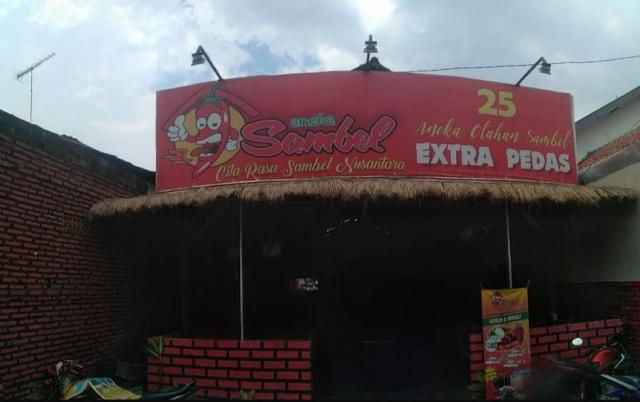 aneka
Sambel
Cita Rasa Sambel Nusantara
25
Aneka Olahan Sambel
EXTRA PEDAS